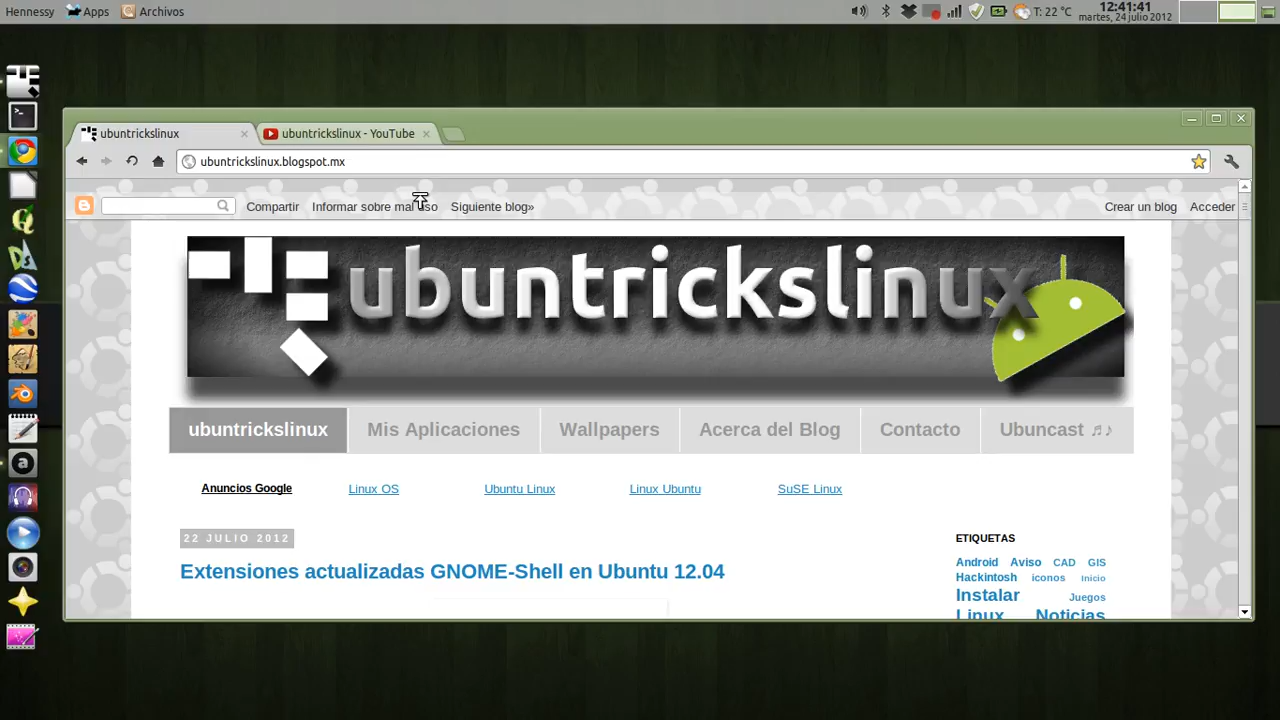 Hennessy Apps Archivos T: 22 °C 12:41:41
martes, 24 julio 2012
ubuntrickslinux ubuntrickslinux - YouTube
ubuntrickslinux.blogspot.mx
Compartir Informar sobre mal uso Siguiente blog» Crear un blog Acceder
ubuntrickslinux
ubuntrickslinux Mis Aplicaciones Wallpapers Acerca del Blog Contacto Ubuncast ♫♪
Anuncios Google Linux OS Ubuntu Linux Linux Ubuntu SuSE Linux
22 JULIO 2012
Extensiones actualizadas GNOME-Shell en Ubuntu 12.04
ETIQUETAS
Android Aviso CAD GIS
Hackintosh iconos Inicio
Instalar Juegos
Linux Noticias